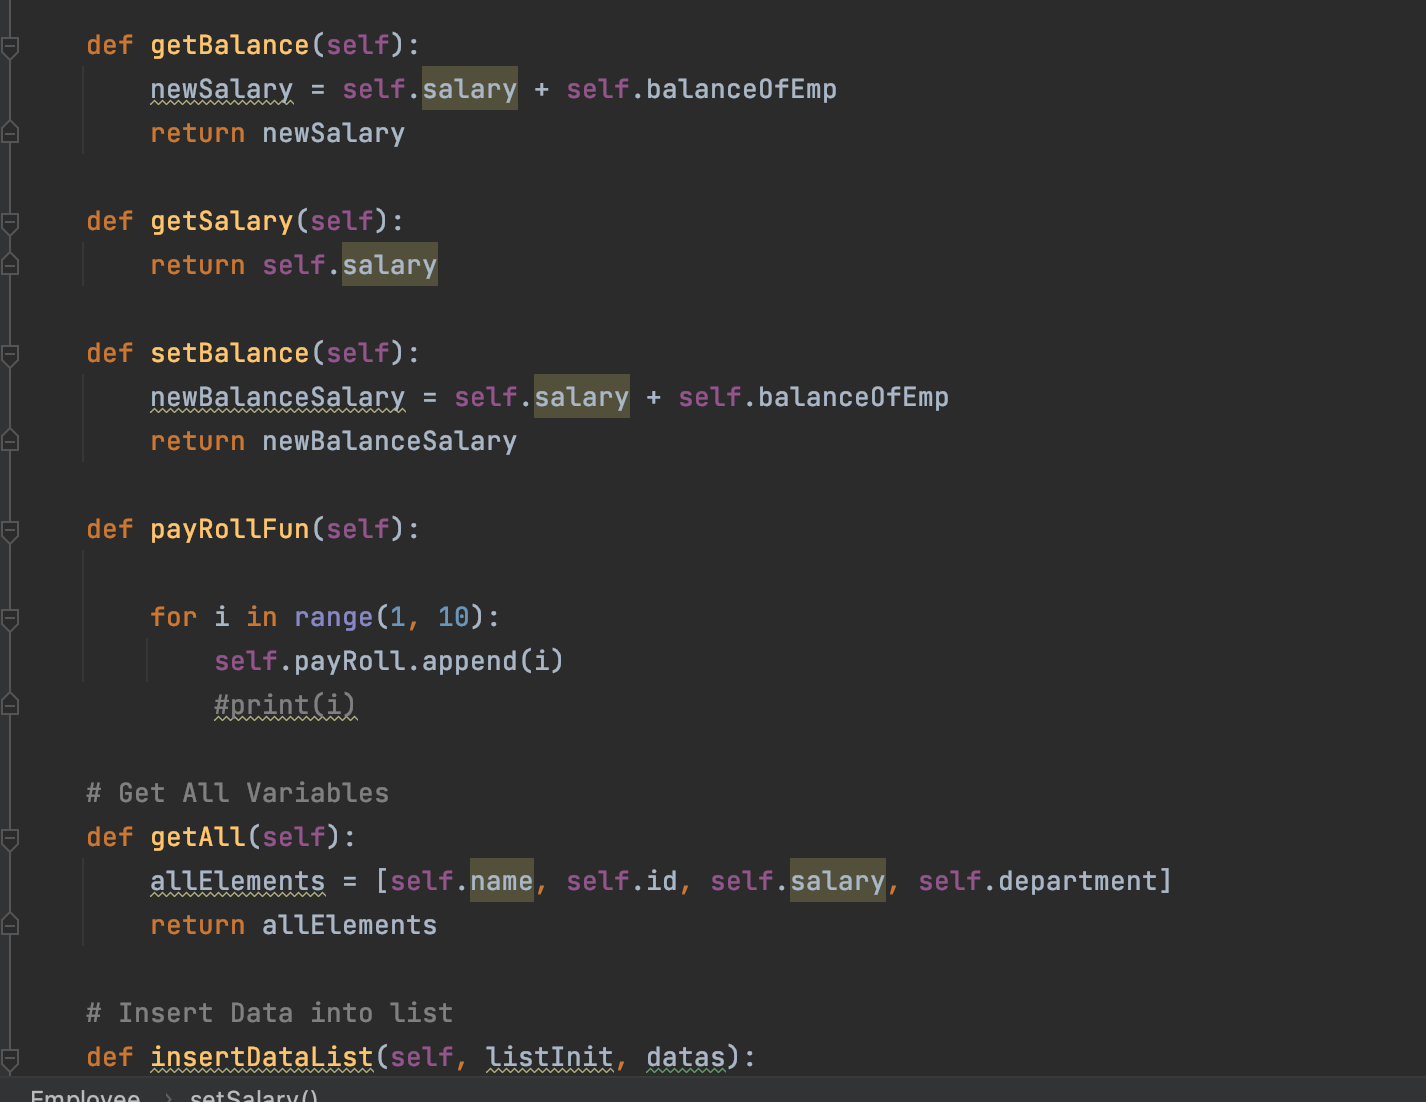 def getBalance(self):
newSalary = self.salary + self.balanceOfEmp
return newSalary
def getSalary(self):
return self.salary
def setBalance(self):
newBalanceSalary = self.salary + self.balanceOfEmp
return newBalanceSalary
def payRollFun(self):
for i in range(1, 10):
self.payRoll.append(i)
#print(i)
# Get All Variables
def getAll(self):
allElements = [self.name, self.id, self.salary, self.department]
return allElements
# Insert Data into list
def insertDataList(self, listInit, datas):
Employee › setSalary()